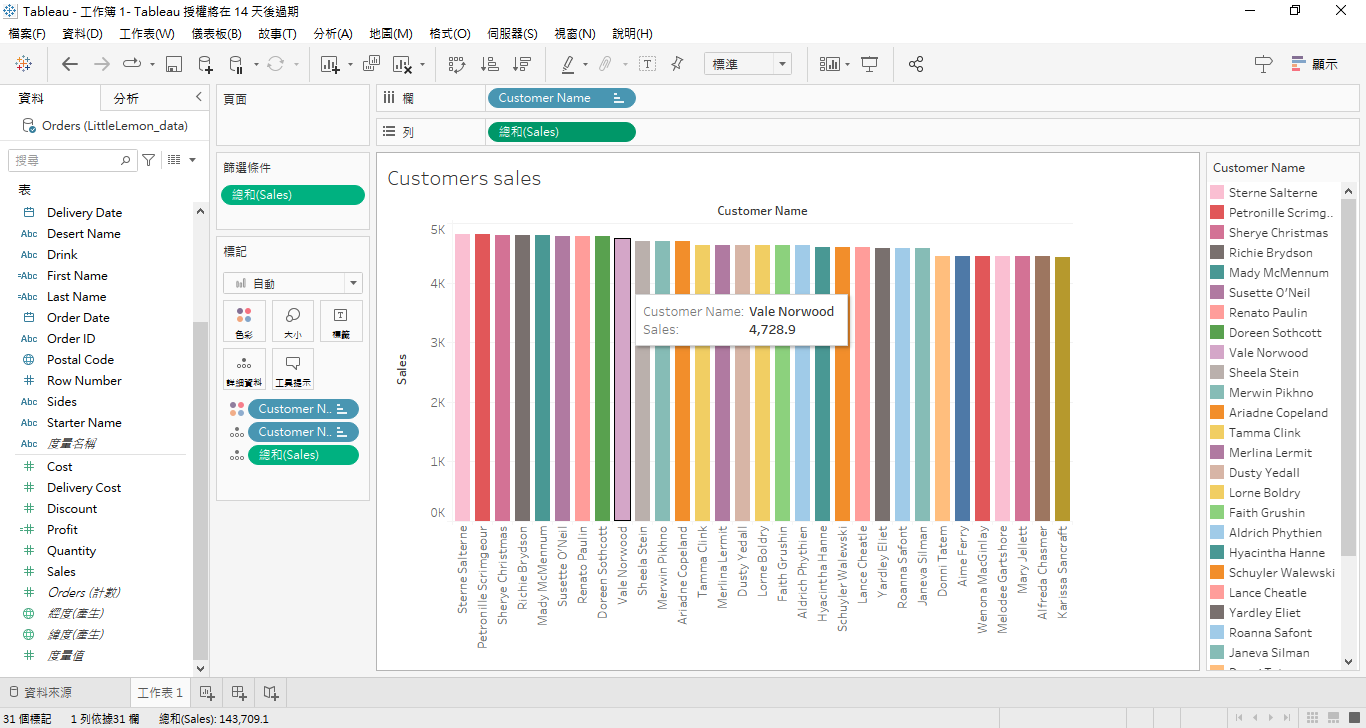 Tableau - 工作簿 1- Tableau 授權將在 14 天後過期
檔案(F) 資料(D) 工作表(W) 儀表板(B) 故事(T) 分析(A) 地圖(M) 格式(O) 伺服器(S) 視窗(N) 說明(H)
標準
顯示
資料 分析
Orders (LittleLemon_data)
搜尋
表
Delivery Date
Abc Desert Name
Abc Drink
=Abc First Name
=Abc Last Name
Order Date
Abc Order ID
Postal Code
Row Number
Abc Sides
Abc Starter Name
Abc 度量名稱
Cost
Delivery Cost
Discount
Profit
Quantity
Sales
Orders (計數)
經度(產生)
緯度(產生)
度量值
頁面
篩選條件
總和(Sales)
標記
自動
色彩 大小 標籤
詳細資料 工具提示
Customer N..
Customer N..
總和(Sales)
欄 Customer Name
列 總和(Sales)
Customers sales
Customer Name
5K
4K
3K
2K
1K
0K
Sales
Customer Name: Vale Norwood
Sales: 4,728.9
Sterne Salterne
Petronille Scrimgeour
Sherye Christmas
Richie Brydson
Mady McMennum
Susette O’Neil
Renato Paulin
Doreen Sothcott
Vale Norwood
Sheela Stein
Merwin Pikhno
Ariadne Copeland
Tamma Clink
Merlina Lermit
Dusty Yedall
Lorne Boldry
Faith Grushin
Aldrich Phythien
Hyacintha Hanne
Schuyler Walewski
Lance Cheatle
Yardley Eliet
Roanna Safont
Janeva Silman
Donni Tatem
Aime Ferry
Wenona MacGinlay
Melodee Gartshore
Mary Jellett
Alfreda Chasmer
Karissa Sancraft
Customer Name
Sterne Salterne
Petronille Scrimg..
Sherye Christmas
Richie Brydson
Mady McMennum
Susette O’Neil
Renato Paulin
Doreen Sothcott
Vale Norwood
Sheela Stein
Merwin Pikhno
Ariadne Copeland
Tamma Clink
Merlina Lermit
Dusty Yedall
Lorne Boldry
Faith Grushin
Aldrich Phythien
Hyacintha Hanne
Schuyler Walewski
Lance Cheatle
Yardley Eliet
Roanna Safont
Janeva Silman
資料來源 工作表 1
31 個標記 1 列依據31 欄 總和(Sales): 143,709.1